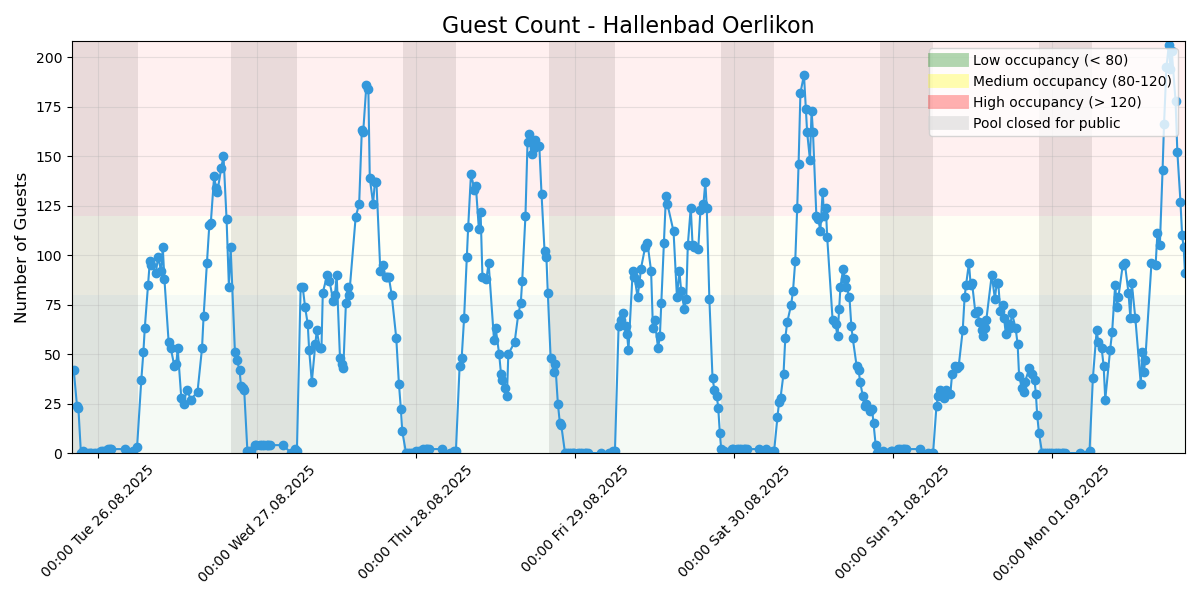 Guest Count - Hallenbad Oerlikon
Number of Guests
200
175
150
125
100
75
50
25
0
Low occupancy (< 80)
Medium occupancy (80-120)
High occupancy (> 120)
Pool closed for public
00:00 Tue 26.08.2025
00:00 Wed 27.08.2025
00:00 Thu 28.08.2025
00:00 Fri 29.08.2025
00:00 Sat 30.08.2025
00:00 Sun 31.08.2025
00:00 Mon 01.09.2025